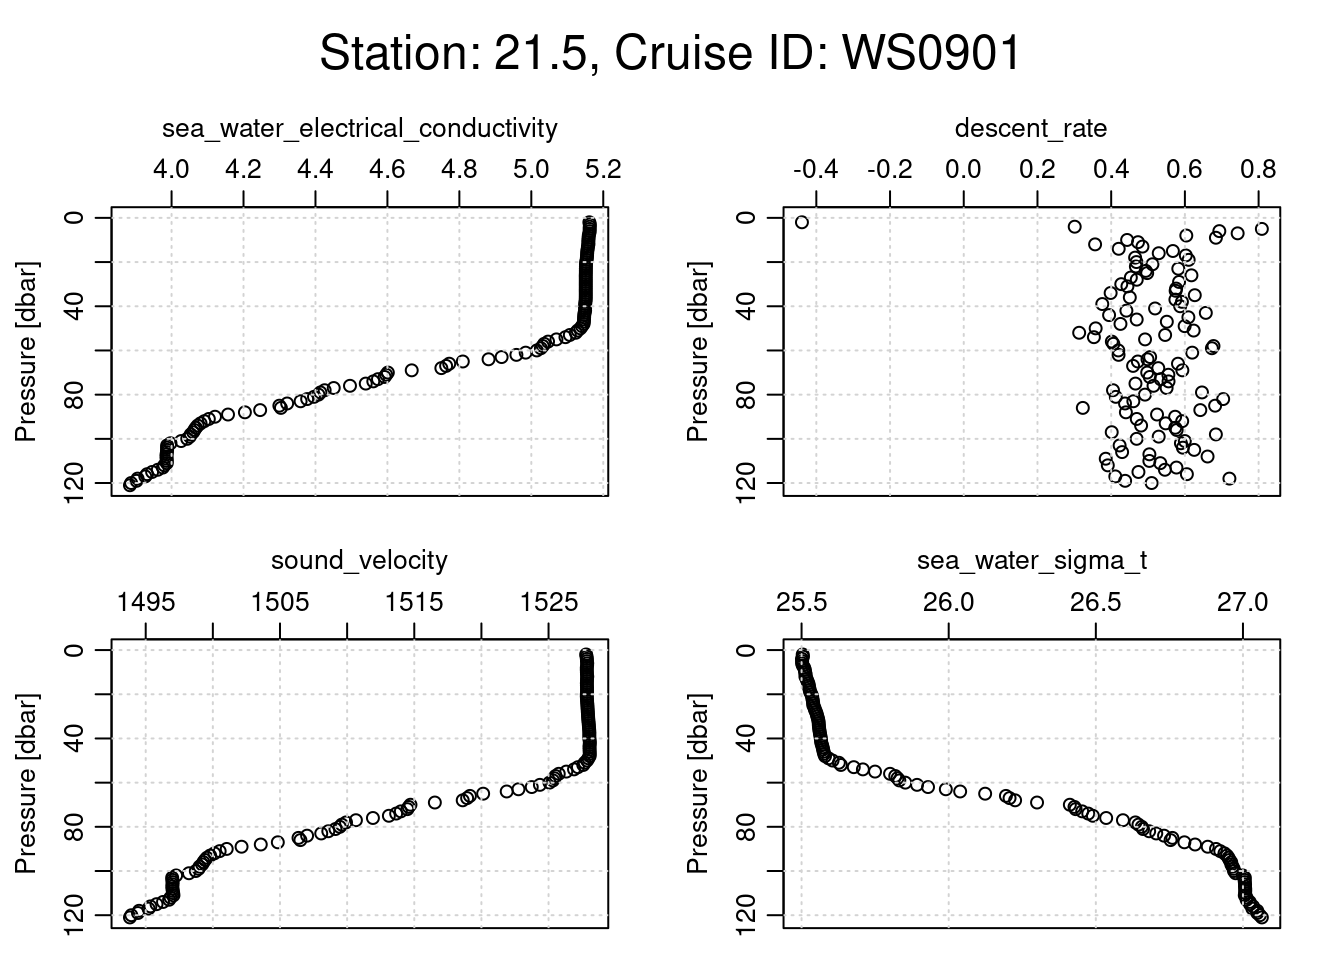 Station: 21.5, Cruise ID: WS0901
sea_water_electrical_conductivity
4.0 4.2 4.4 4.6 4.8 5.0 5.2
Pressure [dbar]
0
40
80
120
descent_rate
-0.4 -0.2 0.0 0.2 0.4 0.6 0.8
Pressure [dbar]
0
40
80
120
sound_velocity
1495 1505 1515 1525
Pressure [dbar]
0
40
80
120
sea_water_sigma_t
25.5 26.0 26.5 27.0
Pressure [dbar]
0
40
80
120